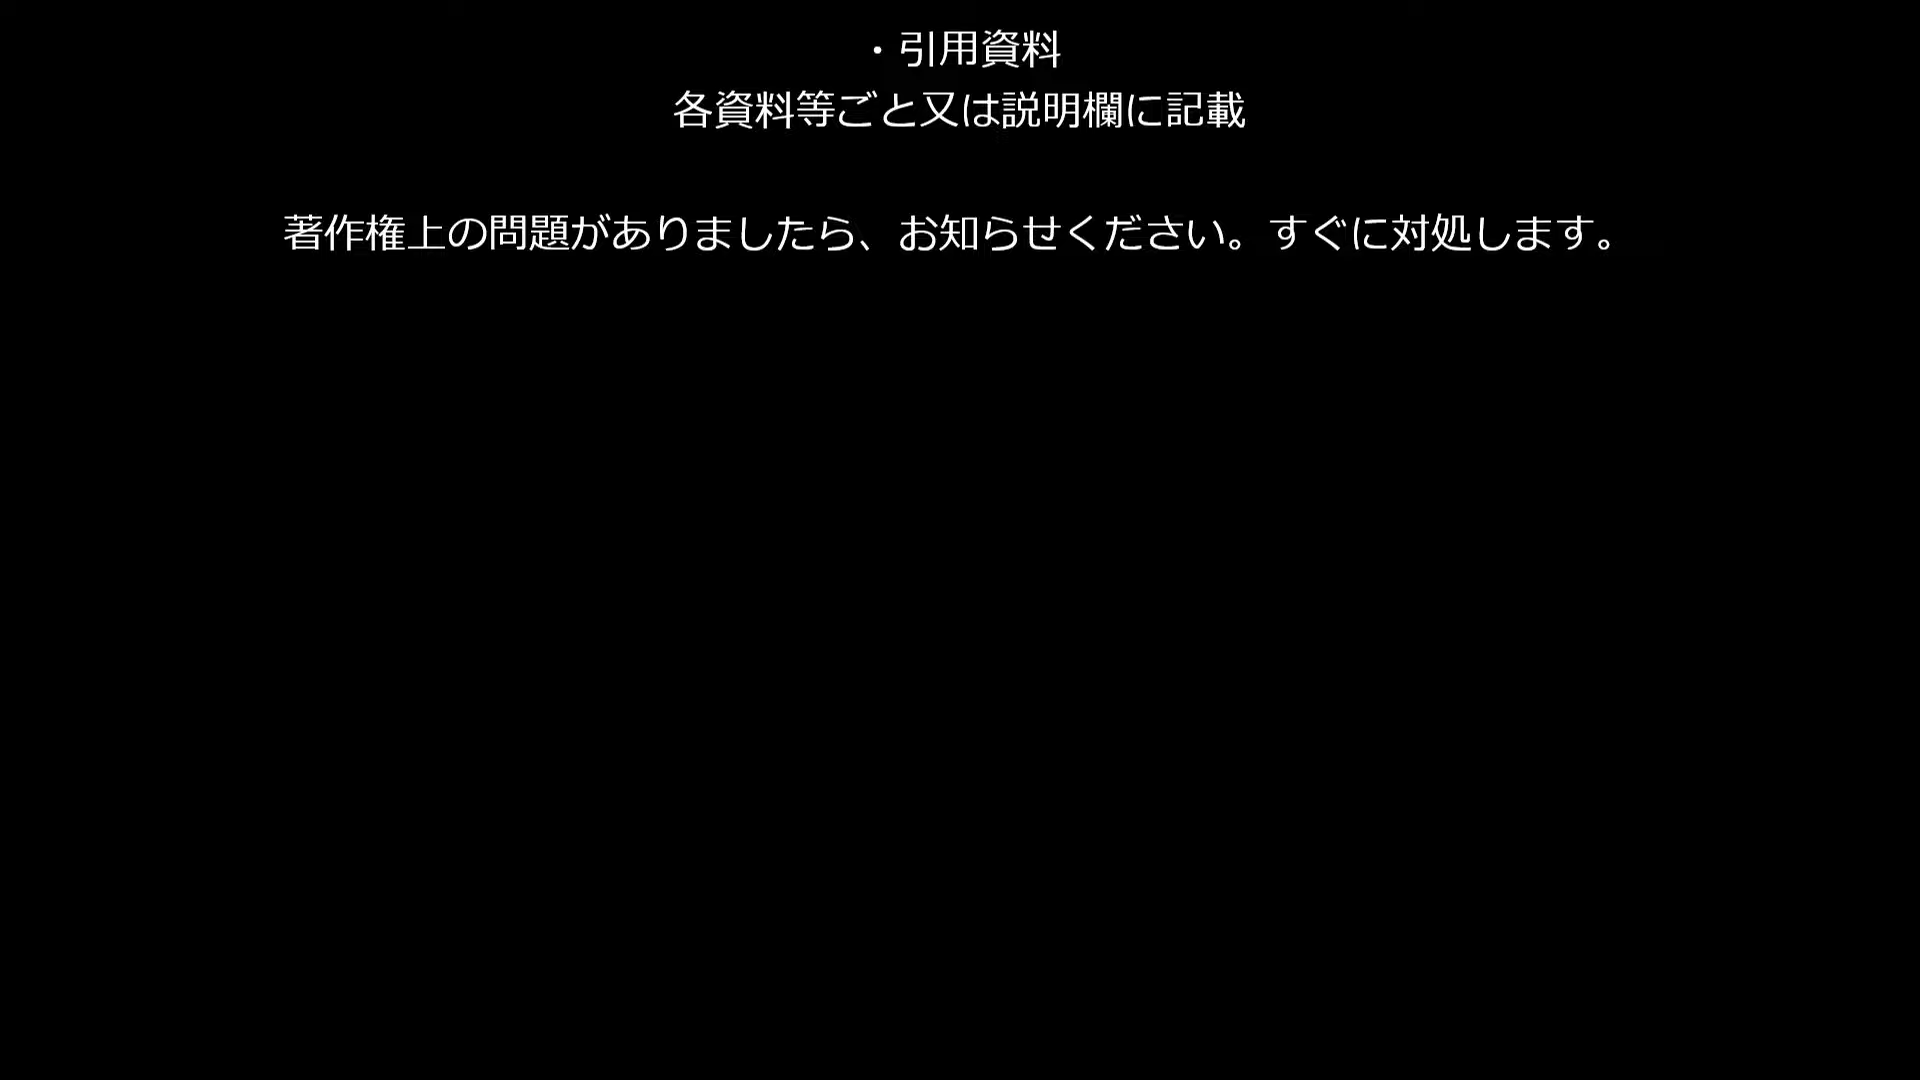 ・引用資料
各資料等ごと又は説明欄に記載
著作権上の問題がありましたら、お知らせください。すぐに対処します。